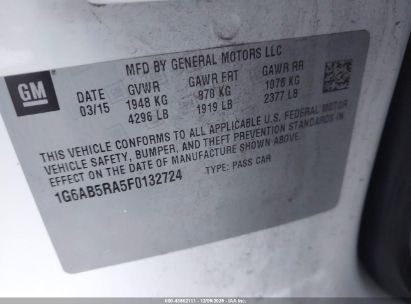 MFD BY GENERAL MOTORS LLC
GM
DATE GVWR GAWR FRT GAWR RR
03/15 1948 KG 870 KG 1078 KG
4296 LB 1919 LB 2377 LB
THIS VEHICLE CONFORMS TO ALL APPLICABLE U.S. FEDERAL MOTOR
VEHICLE SAFETY, BUMPER, AND THEFT PREVENTION STANDARDS IN
EFFECT ON THE DATE OF MANUFACTURE SHOWN ABOVE.
1G6AB5RA5F0132724 TYPE: PASS CAR